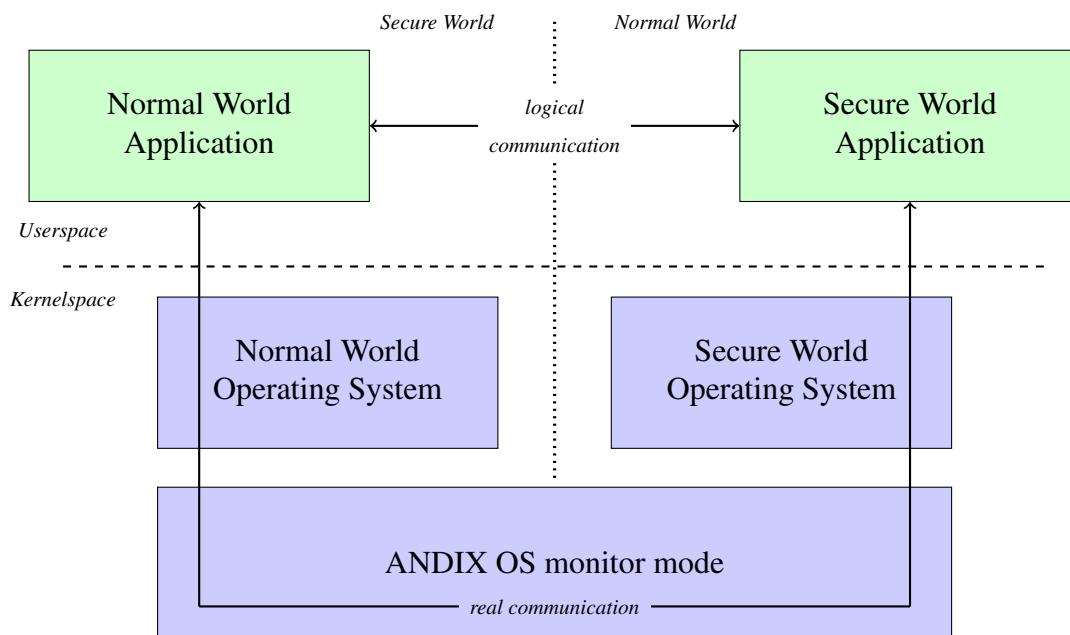 Secure World
Normal World
Normal World
Application
logical
communication
Secure World
Application
Userspace
Kernelspace
Normal World
Operating System
Secure World
Operating System
ANDIX OS monitor mode
real communication